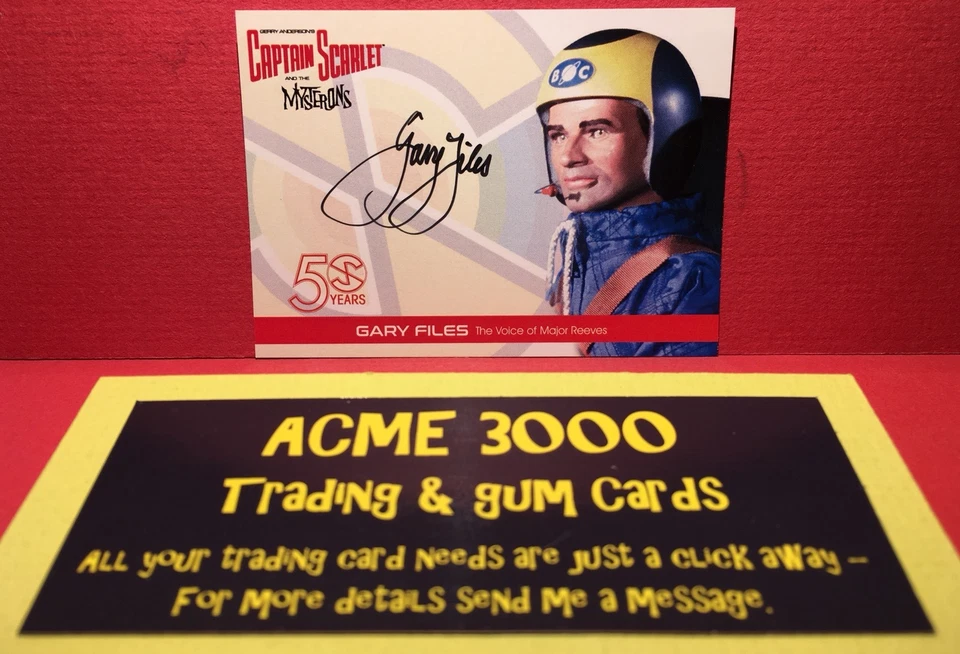 GERRY ANDERSON'S
CAPTAIN SCARLET
AND THE
MYSTERONS
BOC
Gary Files
50
YEARS
GARY FILES The Voice of Major Reeves
ACME 3000
Trading & gum Cards
All your trading card needs are just a click away –
For more details send me a message.